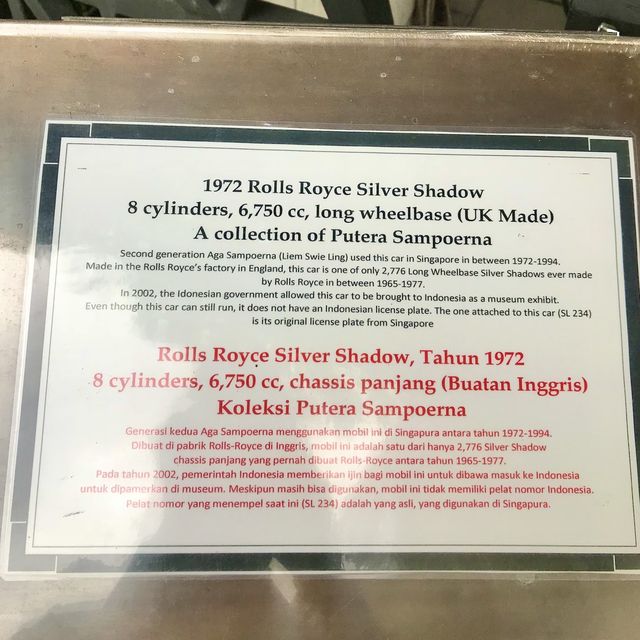 1972 Rolls Royce Silver Shadow
8 cylinders, 6,750 cc, long wheelbase (UK Made)
A collection of Putera Sampoerna
Second generation Aga Sampoerna (Liem Swie Ling) used this car in Singapore in between 1972-1994.
Made in the Rolls Royce's factory in England, this car is one of only 2,776 Long Wheelbase Silver Shadows ever made
by Rolls Royce in between 1965-1977.
In 2002, the Idonesian government allowed this car to be brought to Indonesia as a museum exhibit.
Even though this car can still run, it does not have an Indonesian license plate. The one attached to this car (SL 234)
is its original license plate from Singapore
Rolls Royce Silver Shadow, Tahun 1972
8 cylinders, 6,750 cc, chassis panjang (Buatan Inggris)
Koleksi Putera Sampoerna
Generasi kedua Aga Sampoerna menggunakan mobil ini di Singapura antara tahun 1972-1994.
Dibuat di pabrik Rolls-Royce di Inggris, mobil ini adalah satu dari hanya 2,776 Silver Shadow
chassis panjang yang pernah dibuat Rolls-Royce antara tahun 1965-1977.
Pada tahun 2002, pemerintah Indonesia memberikan ijin bagi mobil ini untuk dibawa masuk ke Indonesia
untuk dipamerkan di museum. Meskipun masih bisa digunakan, mobil ini tidak memiliki pelat nomor Indonesia.
Pelat nomor yang menempel saat ini (SL 234) adalah yang asli, yang digunakan di Singapura.